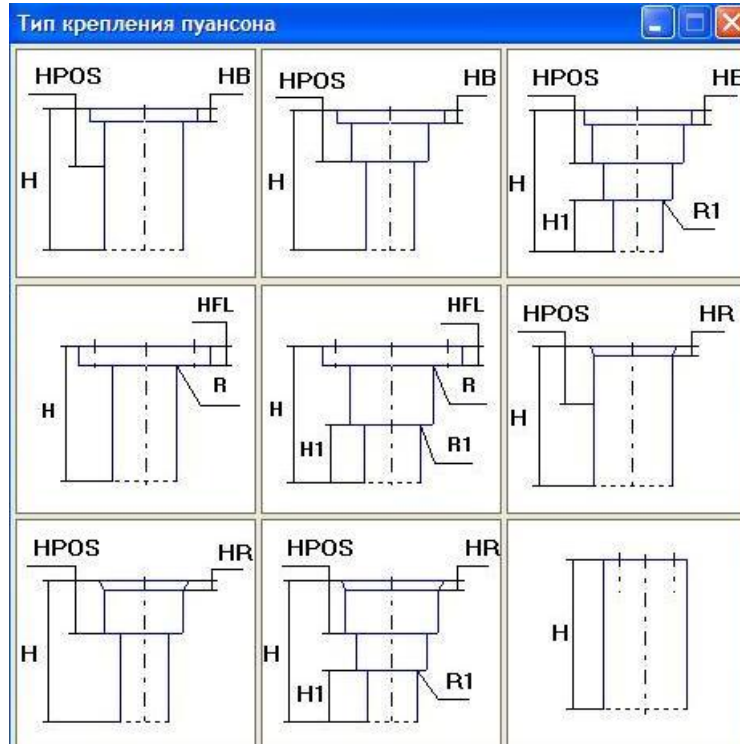 Тип крепления пуансона
HPOS HB
H
HPOS HB
H
HPOS HB
H
H1 R1
HFL
H R
HFL
H R
H1 R1
HPOS HR
H
HPOS HR
H
HPOS HR
H
H1 R1
H